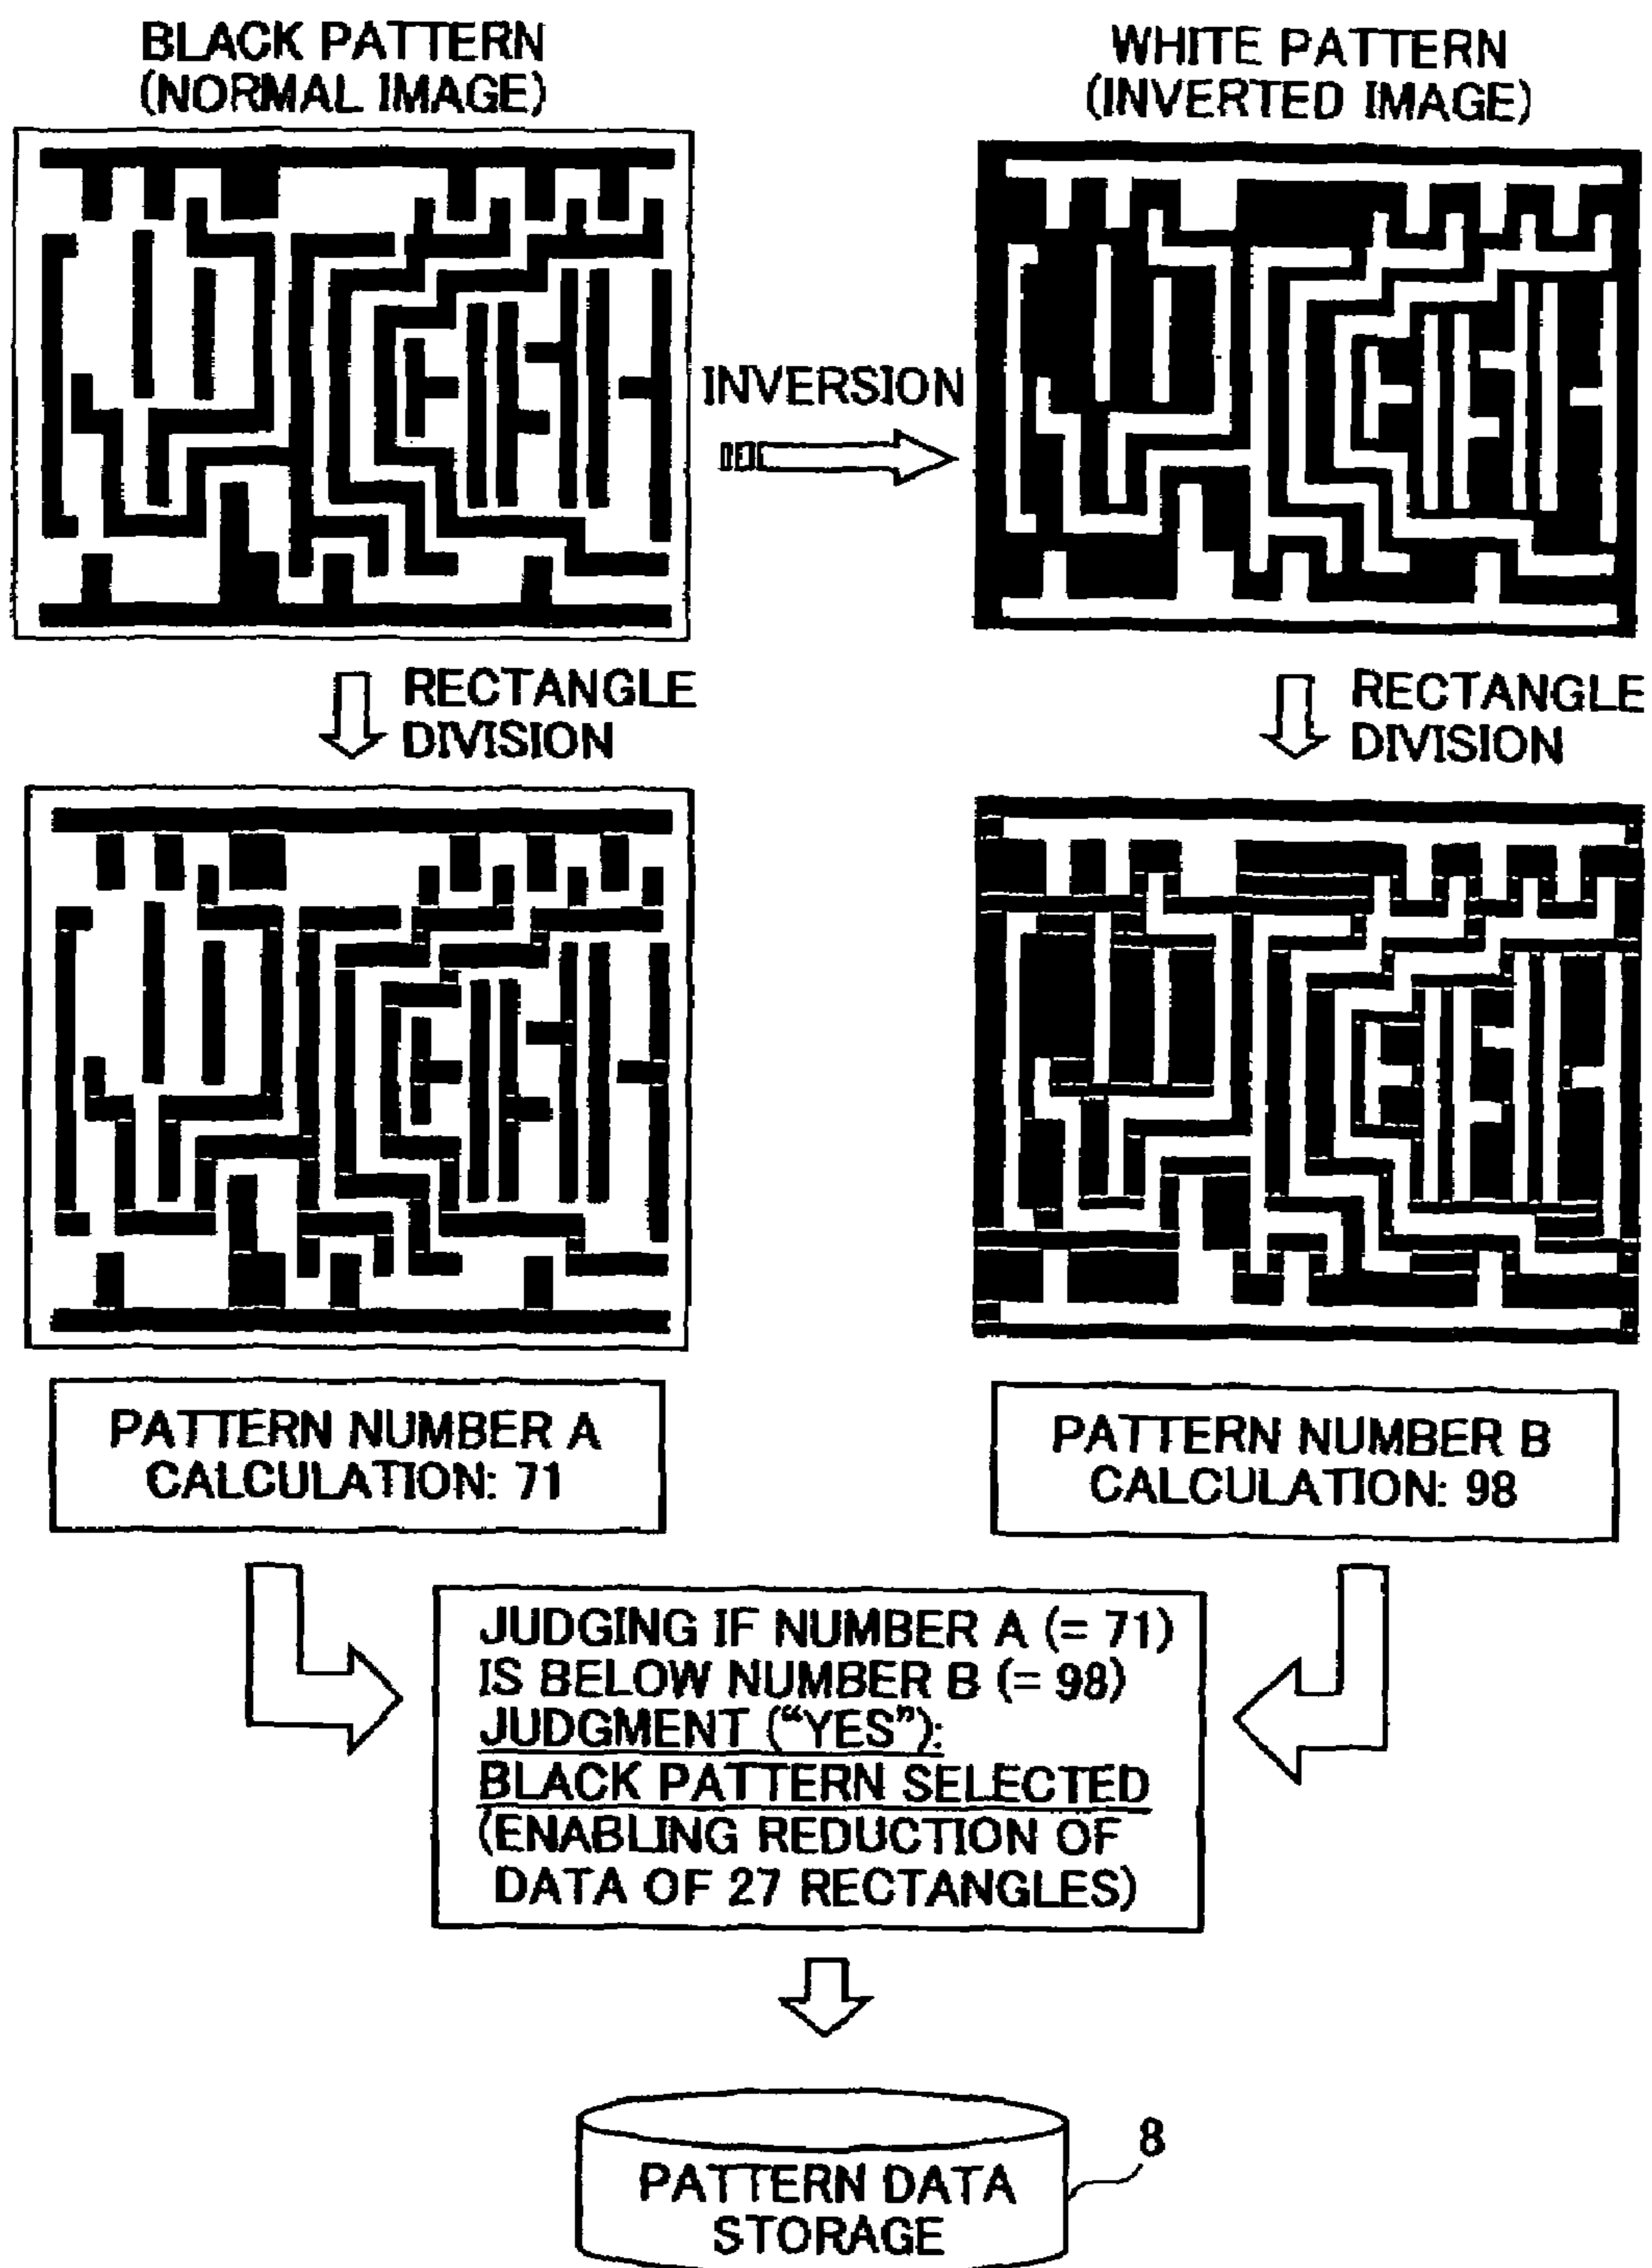 BLACK PATTERN
(NORMAL IMAGE)
WHITE PATTERN
(INVERTED IMAGE)
INVERSION
RECTANGLE
DIVISION
RECTANGLE
DIVISION
PATTERN NUMBER A
CALCULATION: 71
PATTERN NUMBER B
CALCULATION: 98
JUDGING IF NUMBER A (= 71)
IS BELOW NUMBER B (= 98)
JUDGMENT (“YES”):
BLACK PATTERN SELECTED
(ENABLING REDUCTION OF
DATA OF 27 RECTANGLES)
8
PATTERN DATA
STORAGE